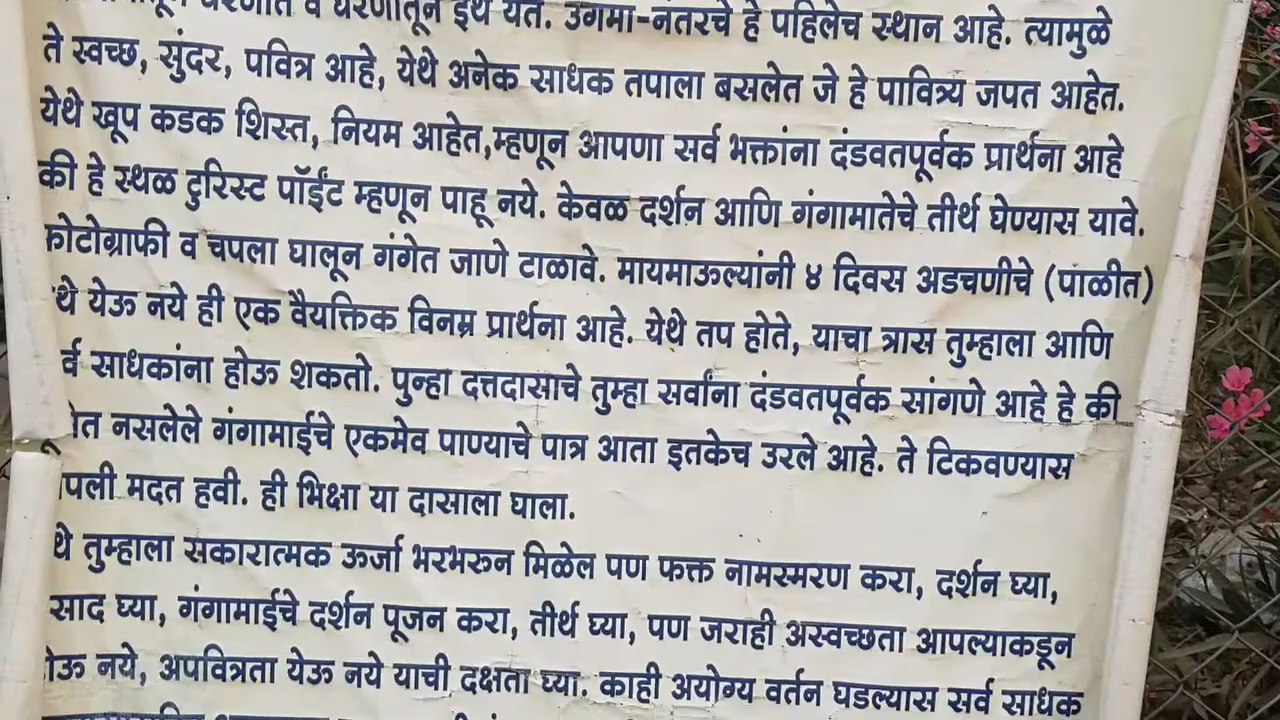 व धरणातून इथे येते. उगमा-नंतरचे हे पहिलेच स्थान आहे. त्यामुळे
ते स्वच्छ, सुंदर, पवित्र आहे, येथे अनेक साधक तपाला बसलेत जे हे पावित्र्य जपत आहेत.
येथे खूप कडक शिस्त, नियम आहेत,म्हणून आपणा सर्व भक्तांना दंडवतपूर्वक प्रार्थना आहे
की हे स्थळ टुरिस्ट पॉईंट म्हणून पाहू नये. केवळ दर्शन आणि गंगामातेचे तीर्थ घेण्यास यावे.
फोटोग्राफी व चपला घालून गंगेत जाणे टाळावे. मायमाऊल्यांनी ४ दिवस अडचणीचे (पाळीत)
थे येऊ नये ही एक वैयक्तिक विनम्र प्रार्थना आहे. येथे तप होते, याचा त्रास तुम्हाला आणि
र्व साधकांना होऊ शकतो. पुन्हा दत्तदासाचे तुम्हा सर्वांना दंडवतपूर्वक सांगणे आहे हे की
नसलेले गंगामाईचे एकमेव पाण्याचे पात्र आता इतकेच उरले आहे. ते टिकवण्यास
पली मदत हवी. ही भिक्षा या दासाला घाला.
थे तुम्हाला सकारात्मक ऊर्जा भरभरुन मिळेल पण फक्त नामस्मरण करा, दर्शन घ्या,
साद घ्या, गंगामाईचे दर्शन पूजन करा, तीर्थ घ्या, पण जराही अस्वच्छता आपल्याकडून
ोऊ नये, अपवित्रता येऊ नये याची दक्षता घ्या. काही अयोग्य वर्तन घडल्यास सर्व साधक